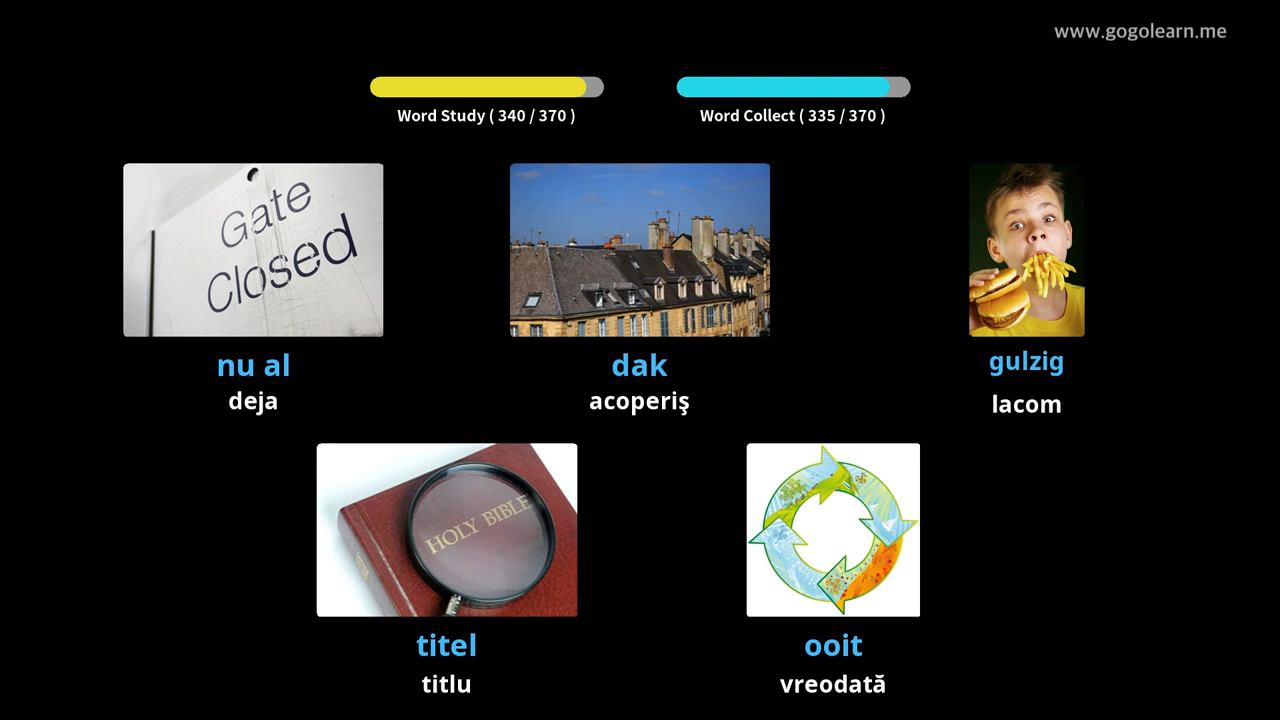 www.gogolearn.me
Word Study ( 340 / 370 )
Word Collect ( 335 / 370 )
Gate
Closed
nu al
deja
dak
acoperiş
gulzig
lacom
HOLY BIBLE
titel
titlu
ooit
vreodată